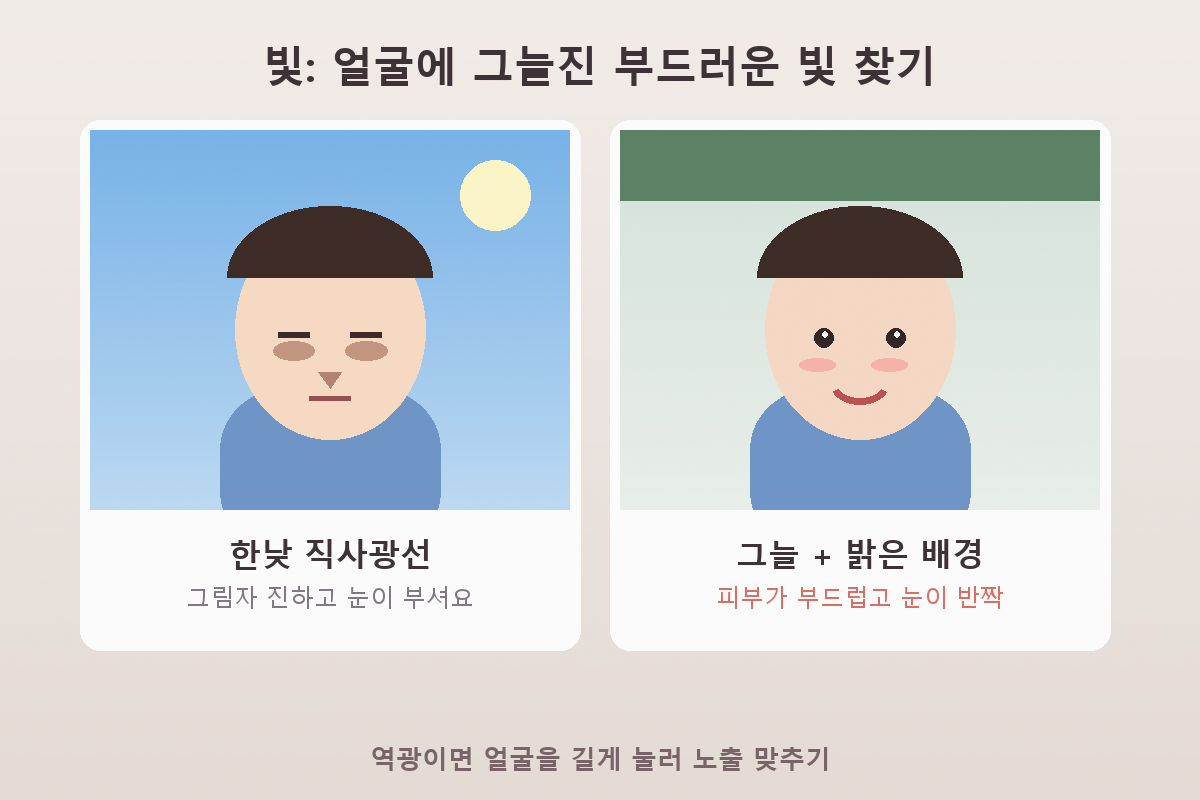 빛: 얼굴에 그늘진 부드러운 빛 찾기
한낮 직사광선
그림자 진하고 눈이 부셔요
그늘 + 밝은 배경
피부가 부드럽고 눈이 반짝
역광이면 얼굴을 길게 눌러 노출 맞추기